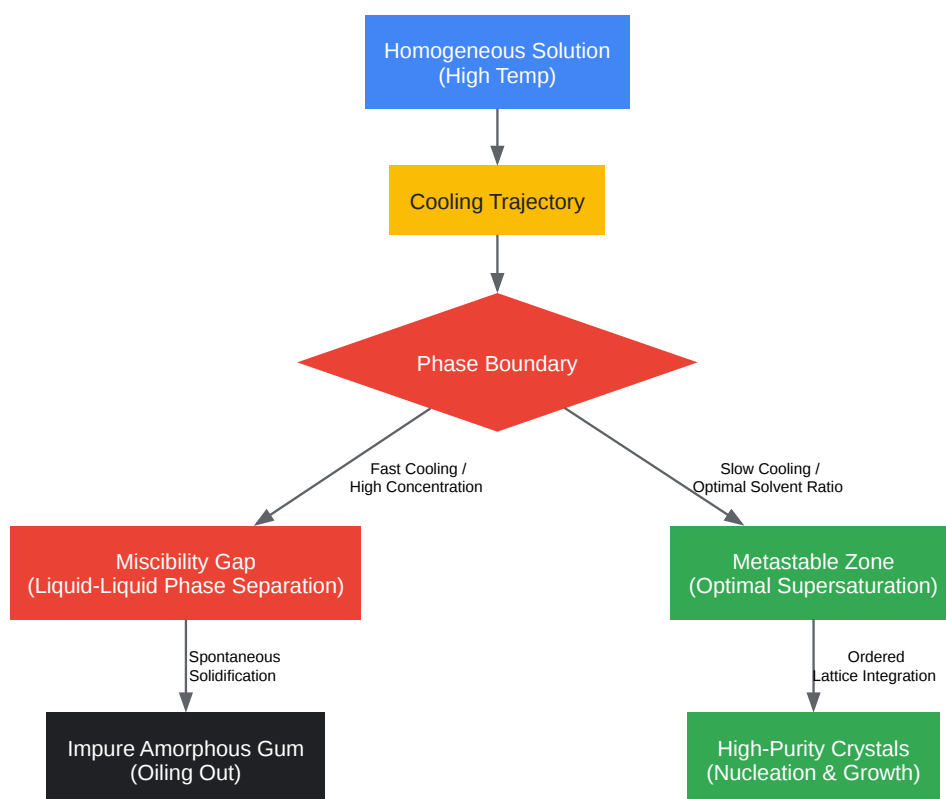 Homogeneous Solution
(High Temp)
Cooling Trajectory
Phase Boundary
Fast Cooling /
High Concentration
Slow Cooling /
Optimal Solvent Ratio
Miscibility Gap
(Liquid-Liquid Phase Separation)
Metastable Zone
(Optimal Supersaturation)
Spontaneous
Solidification
Ordered
Lattice Integration
Impure Amorphous Gum
(Oiling Out)
High-Purity Crystals
(Nucleation & Growth)